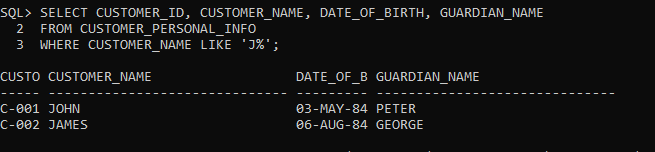 SQL> SELECT CUSTOMER_ID, CUSTOMER_NAME, DATE_OF_BIRTH, GUARDIAN_NAME
  2  FROM CUSTOMER_PERSONAL_INFO
  3  WHERE CUSTOMER_NAME LIKE 'J%';
CUSTO CUSTOMER_NAME                  DATE_OF_B GUARDIAN_NAME
----- ------------------------------ --------- ------------------------------
C-001 JOHN                           03-MAY-84 PETER
C-002 JAMES                          06-AUG-84 GEORGE